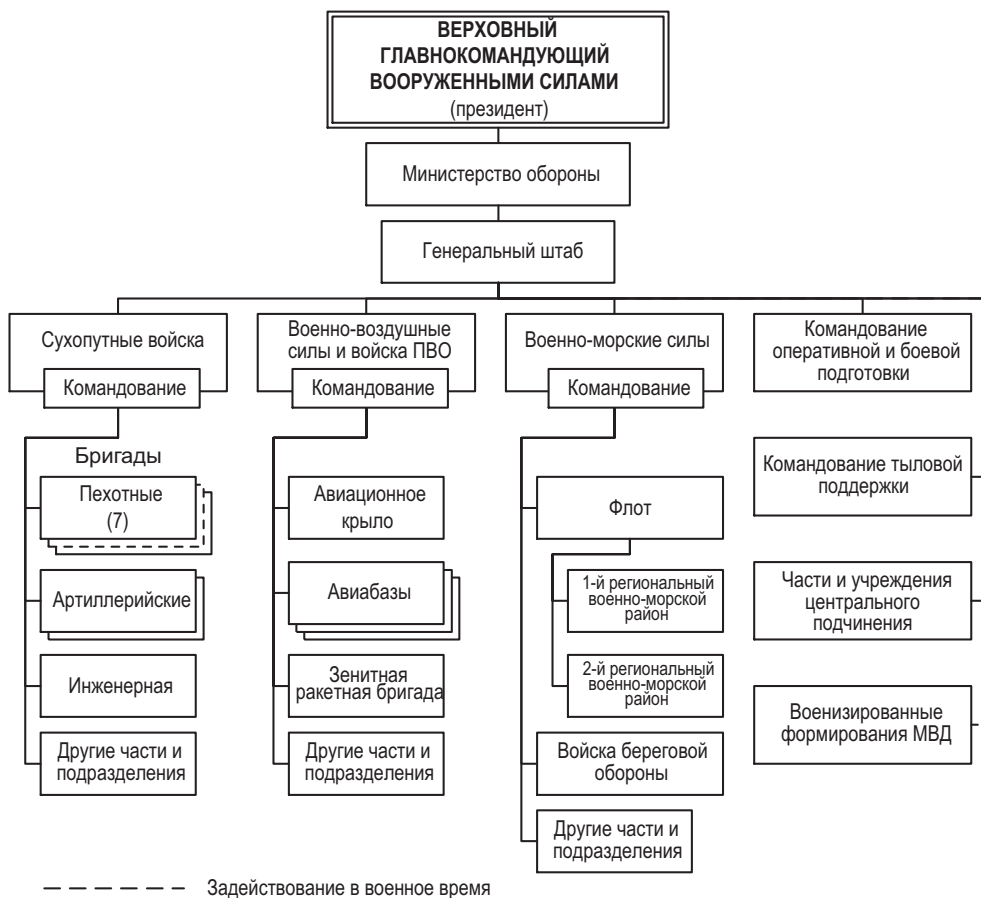 ВЕРХОВНЫЙ
ГЛАВНОКОМАНДУЮЩИЙ
ВООРУЖЕННЫМИ СИЛАМИ
(президент)
Министерство обороны
Генеральный штаб
Сухопутные войска
Командование
Бригады
Пехотные
(7)
Артиллерийские
Инженерная
Другие части и
подразделения
Военно-воздушные
силы и войска ПВО
Командование
Авиационное
крыло
Авиабазы
Зенитная
ракетная бригада
Другие части и
подразделения
Военно-морские силы
Командование
Флот
1-й региональный
военно-морской
район
2-й региональный
военно-морской
район
Войска береговой
обороны
Другие части и
подразделения
Командование
оперативной и боевой
подготовки
Командование тыловой
поддержки
Части и учреждения
центрального
подчинения
Военизированные
формирования МВД
Задействование в военное время